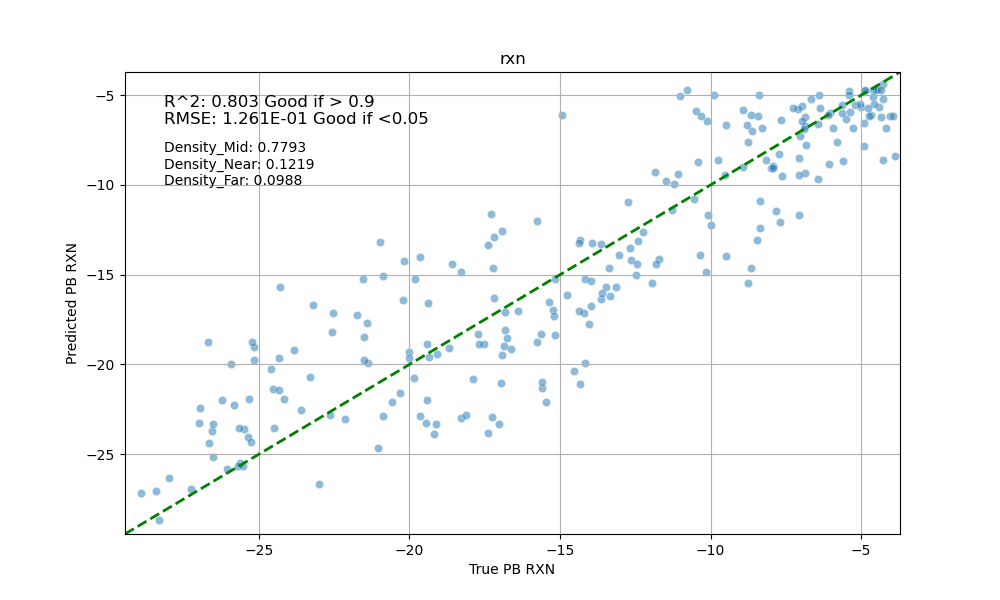 rxn
R^2: 0.803 Good if > 0.9
RMSE: 1.261E-01 Good if <0.05
Density_Mid: 0.7793
Density_Near: 0.1219
Density_Far: 0.0988
Predicted PB RXN
−5
−10
−15
−20
−25
−25
−20
−15
−10
−5
True PB RXN